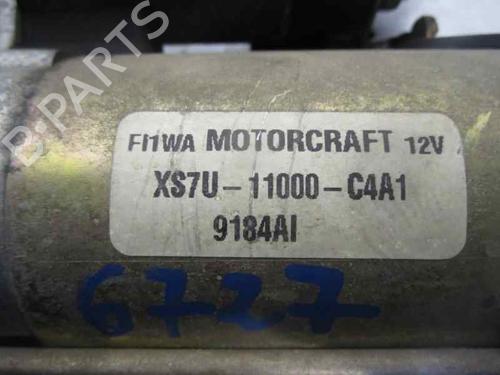 FI1WA MOTORCRAFT 12V
XS7U-11000-C4A1
9184AI
6727
B-PARTS